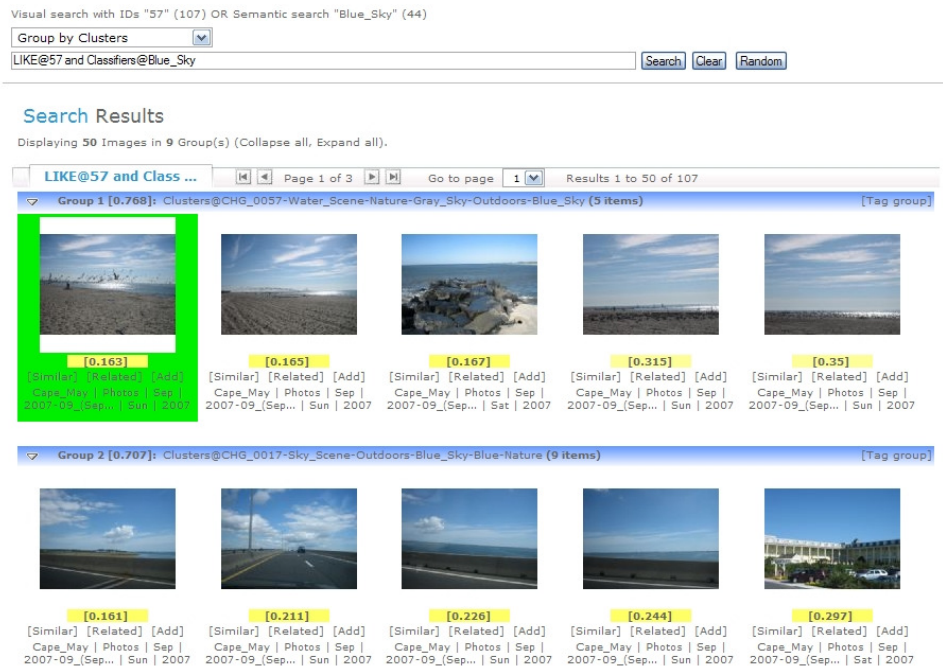 Visual search with IDs "57" (107) OR Semantic search "Blue_Sky" (44)
Group by Clusters
LIKE@57 and Classifiers@Blue_Sky Search Clear Random
Search Results
Displaying 50 Images in 9 Group(s) (Collapse all, Expand all).
LIKE@57 and Class ... Page 1 of 3 Go to page 1 Results 1 to 50 of 107
Group 1 [0.768]: Clusters@CHG_0057-Water_Scene-Nature-Gray_Sky-Outdoors-Blue_Sky (5 items) [Tag group]
[0.163] [0.165] [0.167] [0.315] [0.35]
[Similar] [Related] [Add] [Similar] [Related] [Add] [Similar] [Related] [Add] [Similar] [Related] [Add] [Similar] [Related] [Add]
Cape_May | Photos | Sep | Cape_May | Photos | Sep | Cape_May | Photos | Sep | Cape_May | Photos | Sep | Cape_May | Photos | Sep |
2007-09_(Sep... | Sun | 2007 2007-09_(Sep... | Sun | 2007 2007-09_(Sep... | Sat | 2007 2007-09_(Sep... | Sun | 2007 2007-09_(Sep... | Sun | 2007
Group 2 [0.707]: Clusters@CHG_0017-Sky_Scene-Outdoors-Blue_Sky-Blue-Nature (9 items) [Tag group]
[0.161] [0.211] [0.226] [0.244] [0.297]
[Similar] [Related] [Add] [Similar] [Related] [Add] [Similar] [Related] [Add] [Similar] [Related] [Add] [Similar] [Related] [Add]
Cape_May | Photos | Sep | Cape_May | Photos | Sep | Cape_May | Photos | Sep | Cape_May | Photos | Sep | Cape_May | Photos | Sep |
2007-09_(Sep... | Sun | 2007 2007-09_(Sep... | Sun | 2007 2007-09_(Sep... | Sun | 2007 2007-09_(Sep... | Sun | 2007 2007-09_(Sep... | Sat | 2007